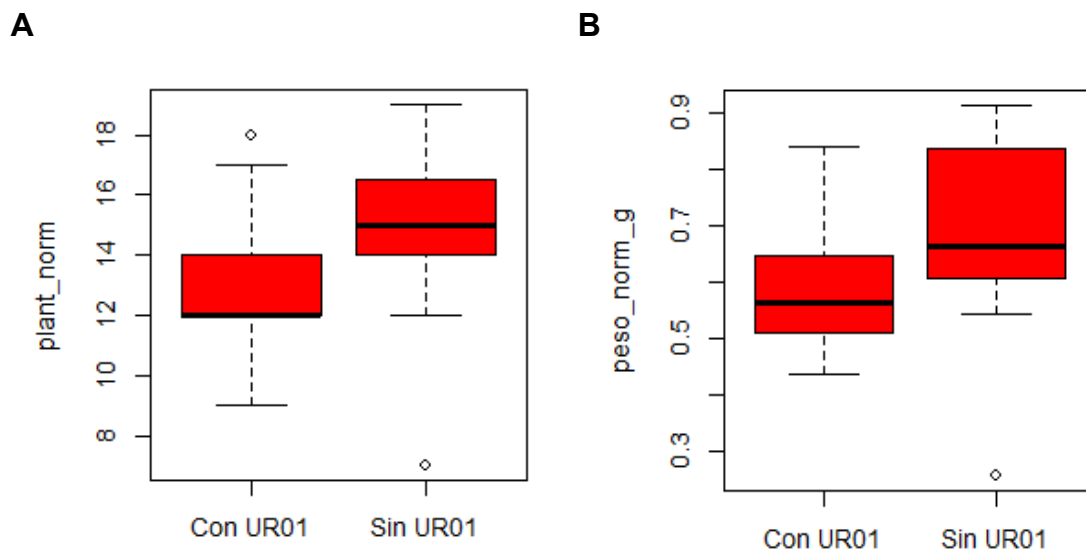 A
plant_norm
18
16
14
12
10
8
Con UR01 Sin UR01
B
peso_norm_g
0.9
0.7
0.5
0.3
Con UR01 Sin UR01